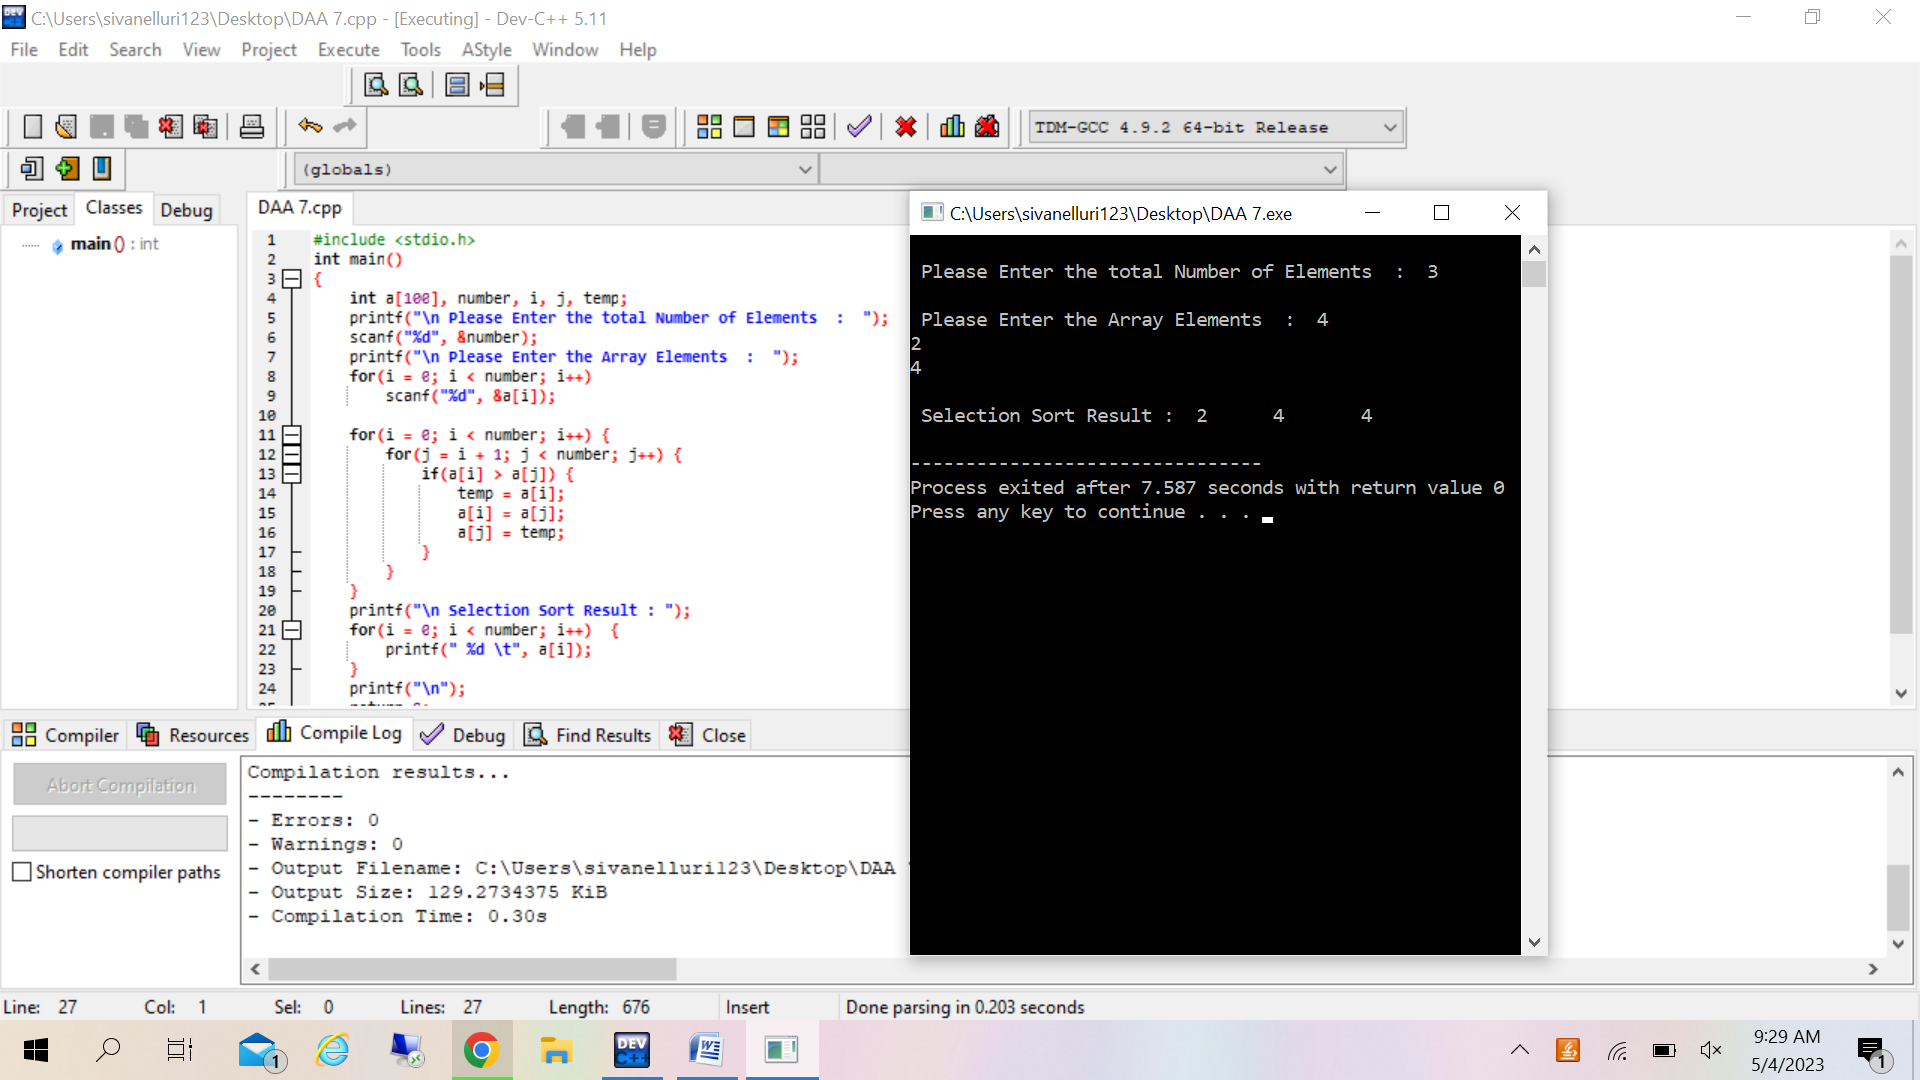 C:\Users\sivanelluri123\Desktop\DAA 7.cpp - [Executing] - Dev-C++ 5.11
File Edit Search View Project Execute Tools AStyle Window Help
TDM-GCC 4.9.2 64-bit Release
(globals)
Project Classes Debug
main () : int
DAA 7.cpp
1 #include <stdio.h>
2 int main()
3 {
4 int a[100], number, i, j, temp;
5 printf("\n Please Enter the total Number of Elements  :  ");
6 scanf("%d", &number);
7 printf("\n Please Enter the Array Elements  :  ");
8 for(i = 0; i < number; i++)
9 scanf("%d", &a[i]);
10
11 for(i = 0; i < number; i++) {
12 for(j = i + 1; j < number; j++) {
13 if(a[i] > a[j]) {
14 temp = a[i];
15 a[i] = a[j];
16 a[j] = temp;
17 }
18 }
19 }
20 printf("\n Selection Sort Result : ");
21 for(i = 0; i < number; i++)  {
22 printf(" %d \t", a[i]);
23 }
24 printf("\n");
C:\Users\sivanelluri123\Desktop\DAA 7.exe
Please Enter the total Number of Elements  :  3
Please Enter the Array Elements  :  4
2
4
Selection Sort Result :  2      4       4
--------------------------------
Process exited after 7.587 seconds with return value 0
Press any key to continue . . .
Compiler Resources Compile Log Debug Find Results Close
Abort Compilation
Shorten compiler paths
Compilation results...
--------
- Errors: 0
- Warnings: 0
- Output Filename: C:\Users\sivanelluri123\Desktop\DAA
- Output Size: 129.2734375 KiB
- Compilation Time: 0.30s
Line: 27 Col: 1 Sel: 0 Lines: 27 Length: 676 Insert Done parsing in 0.203 seconds
1
DEV C++
9:29 AM
5/4/2023
1